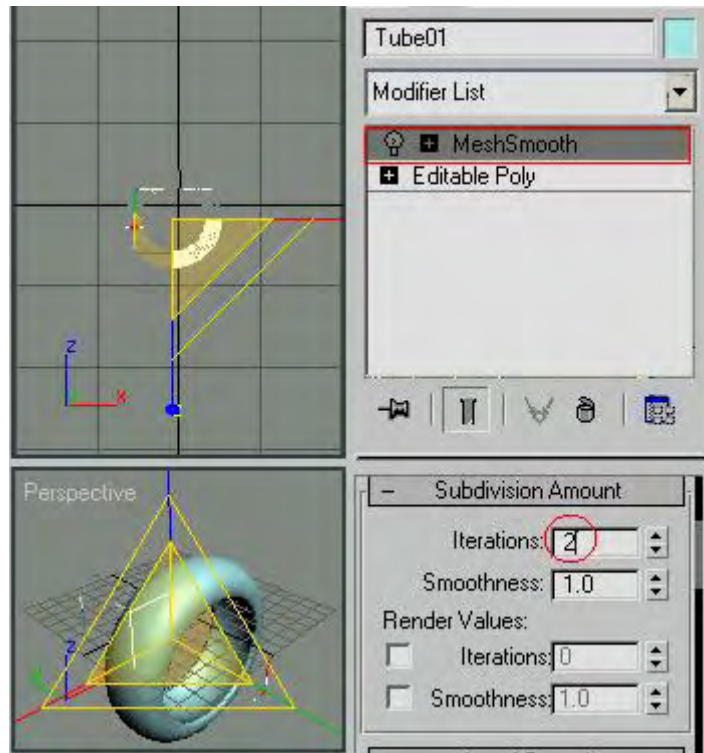 Tube01
Modifier List
MeshSmooth
Editable Poly
z
x
Perspective
z
Subdivision Amount
Iterations: 2
Smoothness: 1.0
Render Values:
Iterations: 0
Smoothness: 1.0